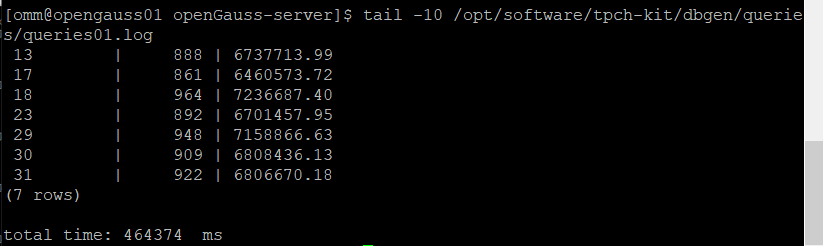 [omm@opengauss01 openGauss-server]$ tail -10 /opt/software/tpch-kit/dbgen/querie
s/queries01.log
 13         |     888 | 6737713.99
 17         |     861 | 6460573.72
 18         |     964 | 7236687.40
 23         |     892 | 6701457.95
 29         |     948 | 7158866.63
 30         |     909 | 6808436.13
 31         |     922 | 6806670.18
(7 rows)
total time: 464374  ms